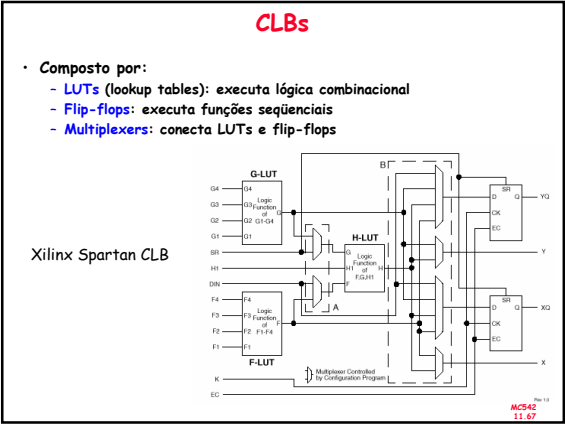 CLBs
• Composto por:
– LUTs (lookup tables): executa lógica combinacional
– Flip-flops: executa funções seqüenciais
– Multiplexers: conecta LUTs e flip-flops
Xilinx Spartan CLB
G-LUT
G4
G3
G2
G1
G4
G3
G2
G1
Logic
Function
of
G1-G4
G
SR
H1
DIN
F4
F3
F2
F1
F4
F3
F2
F1
Logic
Function
of
F1-F4
F
F-LUT
A
H-LUT
G
H1
F
Logic
Function
of
F,G,H1
H
B
SR
D
Q
CK
EC
YQ
Y
SR
D
Q
CK
EC
XQ
X
Multiplexer Controlled
by Configuration Program
K
EC
Rev 1.0
MC542
11.67